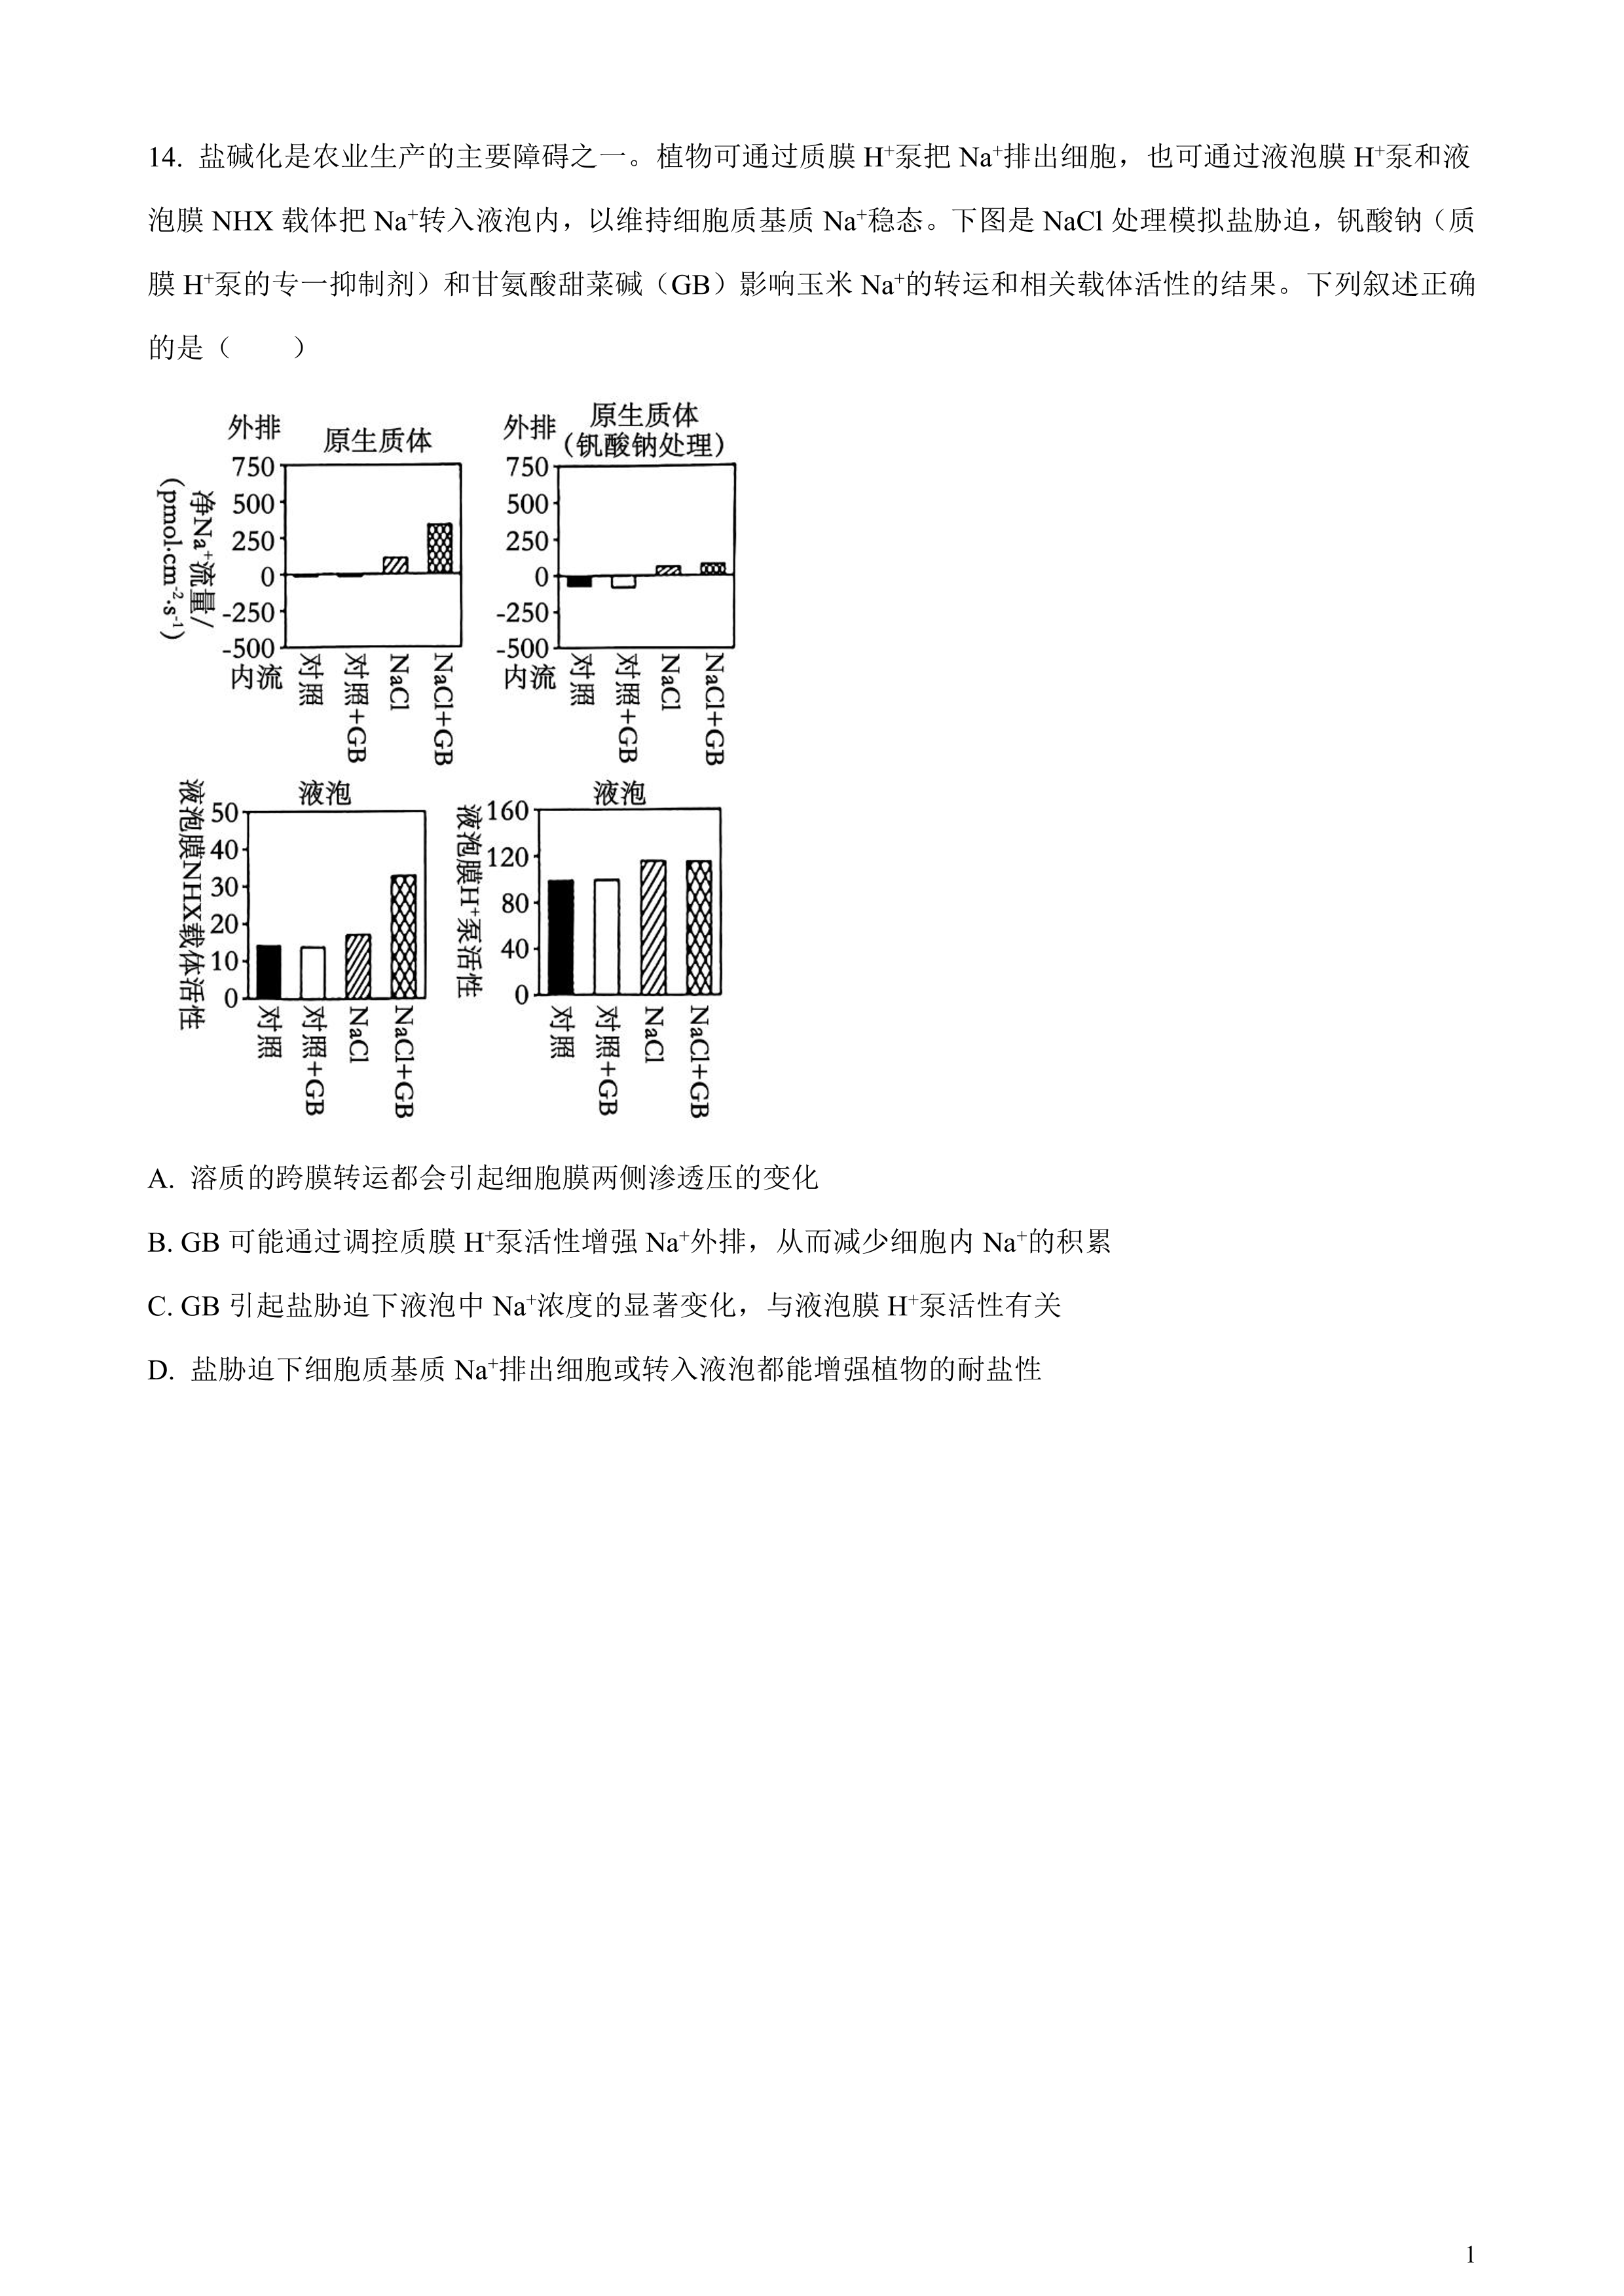 14. 盐碱化是农业生产的主要障碍之一。植物可通过质膜 H⁺泵把 Na⁺排出细胞，也可通过液泡膜 H⁺泵和液
泡膜 NHX 载体把 Na⁺转入液泡内，以维持细胞质基质 Na⁺稳态。下图是 NaCl 处理模拟盐胁迫，钒酸钠（质
膜 H⁺泵的专一抑制剂）和甘氨酸甜菜碱（GB）影响玉米 Na⁺的转运和相关载体活性的结果。下列叙述正确
的是（　　）
外排 原生质体
净Na⁺流量/
(pmol·cm⁻²·s⁻¹)
750
500
250
0
-250
-500
内流
对照
对照+GB
NaCl
NaCl+GB
外排 原生质体
(钒酸钠处理)
750
500
250
0
-250
-500
内流
对照
对照+GB
NaCl
NaCl+GB
液泡
液泡膜NHX载体活性
50
40
30
20
10
0
对照
对照+GB
NaCl
NaCl+GB
液泡
液泡膜H⁺泵活性
160
120
80
40
0
对照
对照+GB
NaCl
NaCl+GB
A. 溶质的跨膜转运都会引起细胞膜两侧渗透压的变化
B. GB 可能通过调控质膜 H⁺泵活性增强 Na⁺外排，从而减少细胞内 Na⁺的积累
C. GB 引起盐胁迫下液泡中 Na⁺浓度的显著变化，与液泡膜 H⁺泵活性有关
D. 盐胁迫下细胞质基质 Na⁺排出细胞或转入液泡都能增强植物的耐盐性
1